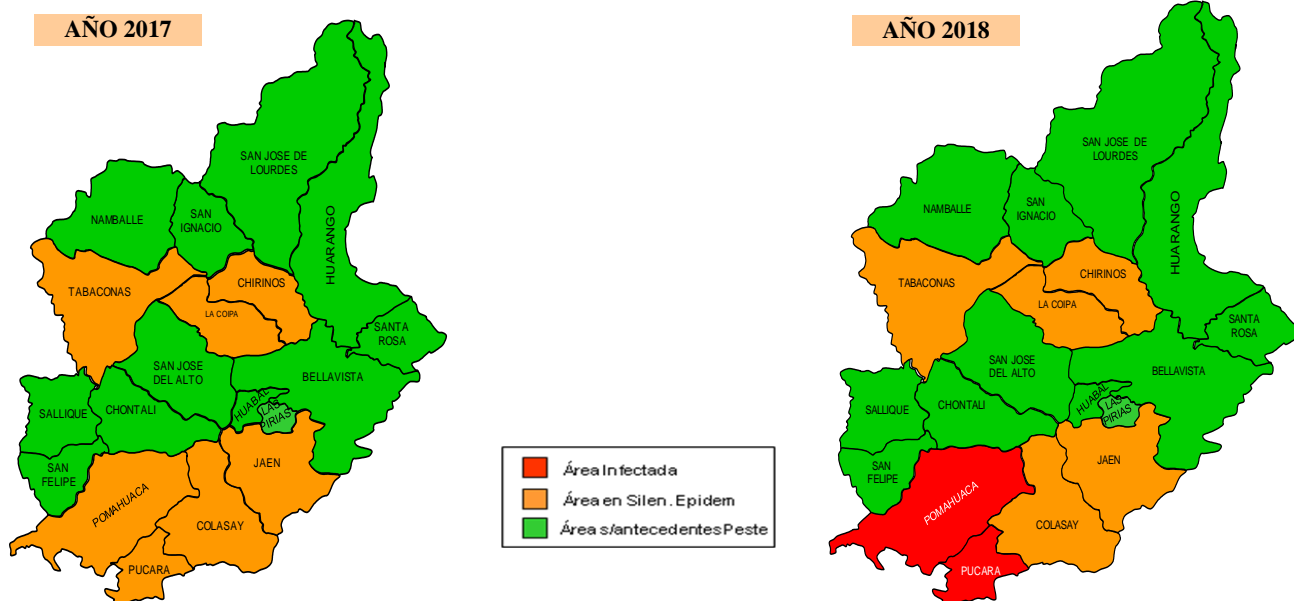 AÑO 2017
SAN JOSE DE
LOURDES
NAMBALLE
SAN
IGNACIO
HUARANGO
TABACONAS
CHIRINOS
LA COIPA
SANTA
ROSA
SAN JOSE
DEL ALTO
BELLAVISTA
HUABAL
LAS
PIRIAS
SALLIQUE
CHONTALI
SAN
FELIPE
JAEN
POMAHUACA
COLASAY
PUCARA
Área Infectada
Área en Silen. Epidem
Área s/antecedentes Peste
AÑO 2018
SAN JOSE DE
LOURDES
NAMBALLE
SAN
IGNACIO
HUARANGO
TABACONAS
CHIRINOS
LA COIPA
SANTA
ROSA
SAN JOSE
DEL ALTO
BELLAVISTA
HUABAL
LAS
PIRIAS
SALLIQUE
CHONTALI
SAN
FELIPE
JAEN
POMAHUACA
COLASAY
PUCARA